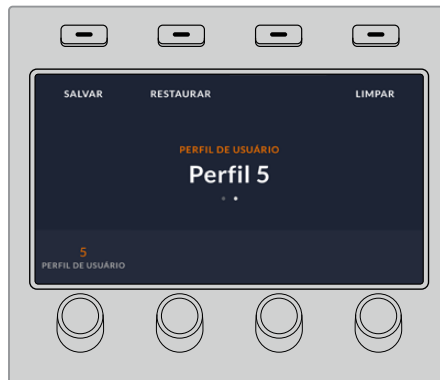 SALVAR RESTAURAR LIMPAR
PERFIL DE USUÁRIO
Perfil 5
5
PERFIL DE USUÁRIO